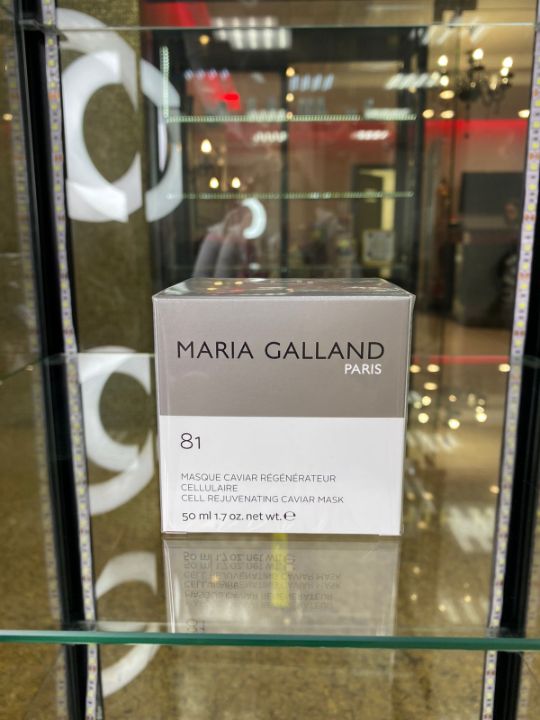 MARIA GALLAND
PARIS
81
MASQUE CAVIAR RÉGÉNÉRATEUR
CELLULAIRE
CELL REJUVENATING CAVIAR MASK
50 ml 1.7 oz. net wt. ℮